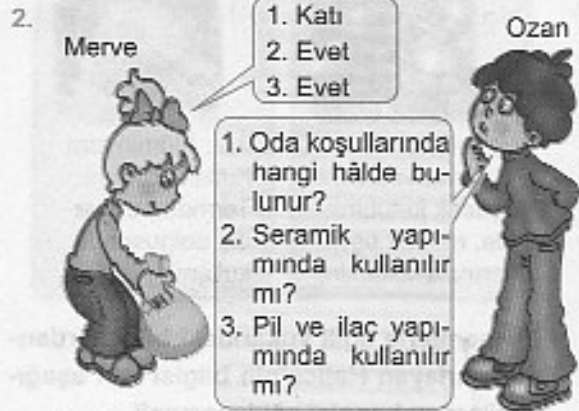 2.
Merve
1. Katı
2. Evet
3. Evet
Ozan
1. Oda koşullarında
hangi hâlde bu-
lunur?
2. Seramik yapı-
mında kullanılır
mı?
3. Pil ve ilaç yapı-
mında kullanılır
mı?